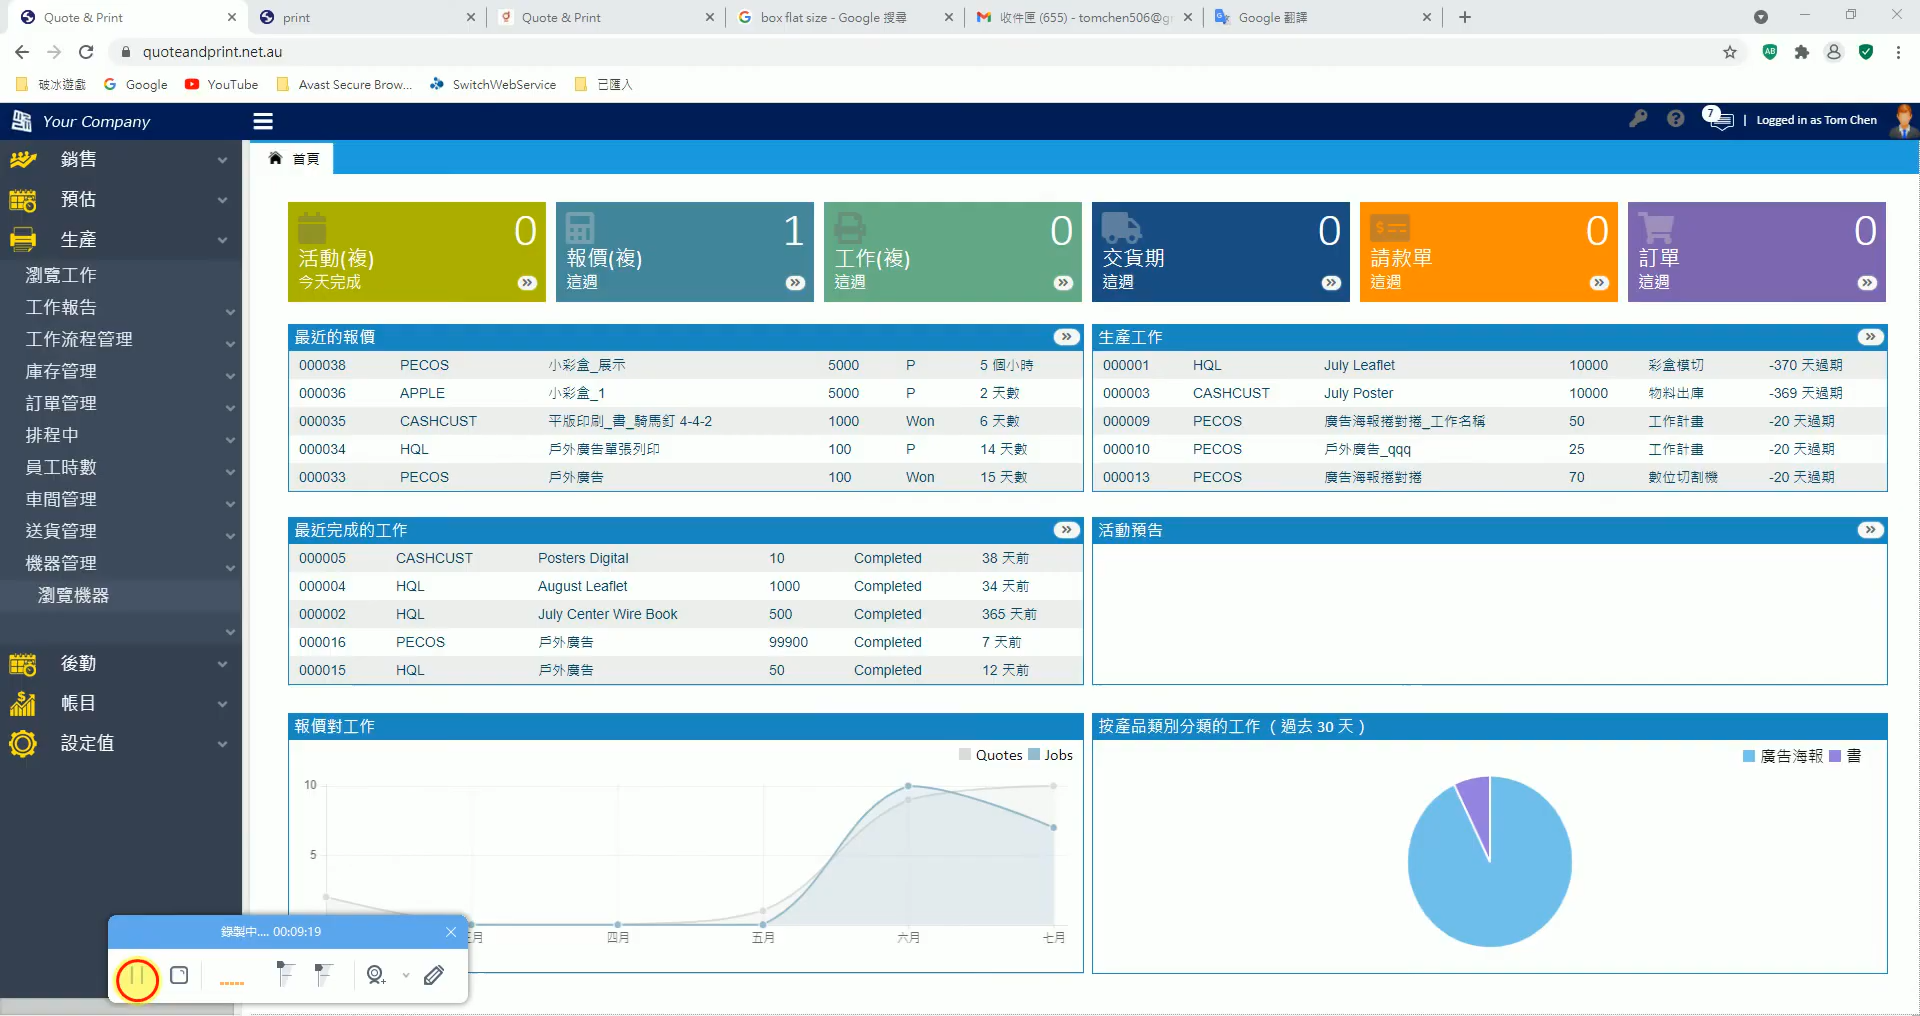 Quote & Print
print
Quote & Print
box flat size - Google 搜尋
收件匣 (655) - tomchen506@g
Google 翻譯
quoteandprint.net.au
破冰遊戲
Google
YouTube
Avast Secure Brow...
SwitchWebService
已匯入
Your Company
7
Logged in as Tom Chen
銷售
預估
生產
瀏覽工作
工作報告
工作流程管理
庫存管理
訂單管理
排程中
員工時數
車間管理
送貨管理
機器管理
瀏覽機器
後勤
帳目
設定值
首頁
0
活動(複)
今天完成
1
報價(複)
這週
0
工作(複)
這週
0
交貨期
這週
0
請款單
這週
0
訂單
這週
最近的報價
000038 PECOS 小彩盒_展示 5000 P 5 個小時
000036 APPLE 小彩盒_1 5000 P 2 天數
000035 CASHCUST 平版印刷_書_騎馬釘 4-4-2 1000 Won 6 天數
000034 HQL 戶外廣告單張列印 100 P 14 天數
000033 PECOS 戶外廣告 100 Won 15 天數
生產工作
000001 HQL July Leaflet 10000 彩盒模切 -370 天過期
000003 CASHCUST July Poster 10000 物料出庫 -369 天過期
000009 PECOS 廣告海報捲對捲_工作名稱 50 工作計畫 -20 天過期
000010 PECOS 戶外廣告_qqq 25 工作計畫 -20 天過期
000013 PECOS 廣告海報捲對捲 70 數位切割機 -20 天過期
最近完成的工作
000005 CASHCUST Posters Digital 10 Completed 38 天前
000004 HQL August Leaflet 1000 Completed 34 天前
000002 HQL July Center Wire Book 500 Completed 365 天前
000016 PECOS 戶外廣告 99900 Completed 7 天前
000015 HQL 戶外廣告 50 Completed 12 天前
活動預告
報價對工作
Quotes Jobs
10
5
三月 四月 五月 六月 七月
按產品類別分類的工作 ( 過去 30 天 )
廣告海報 書
錄製中.... 00:09:19